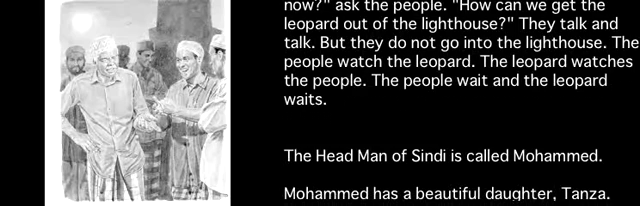 now?" ask the people. "How can we get the
leopard out of the lighthouse?" They talk and
talk. But they do not go into the lighthouse. The
people watch the leopard. The leopard watches
the people. The people wait and the leopard
waits.
The Head Man of Sindi is called Mohammed.
Mohammed has a beautiful daughter, Tanza.